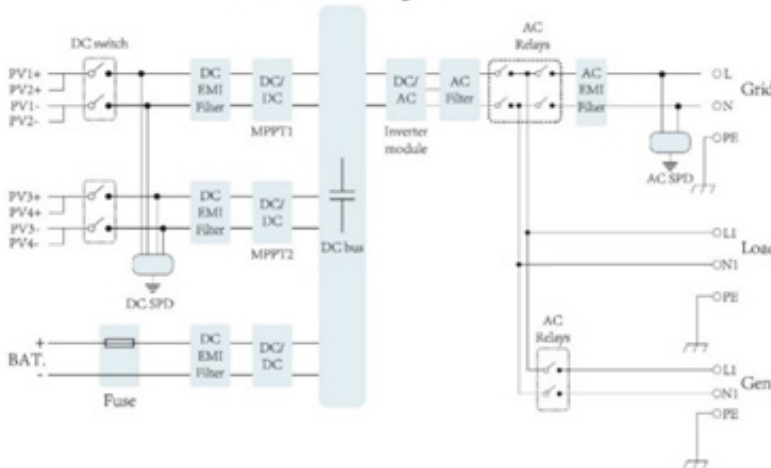 DC switch
PV1+
PV2+
PV1-
PV2-
DC
EMI
Filter
DC/
DC
MPPT1
DC/
AC
Inverter
module
AC
Filter
AC
Relays
AC
EMI
Filter
L
N
Grid
PE
AC SPD
PV3+
PV4+
PV3-
PV4-
DC SPD
DC
EMI
Filter
DC/
DC
MPPT2
DC bus
L1
N1
Load
PE
+
BAT.
-
Fuse
DC
EMI
Filter
DC/
DC
AC
Relays
L1
N1
Gen
PE